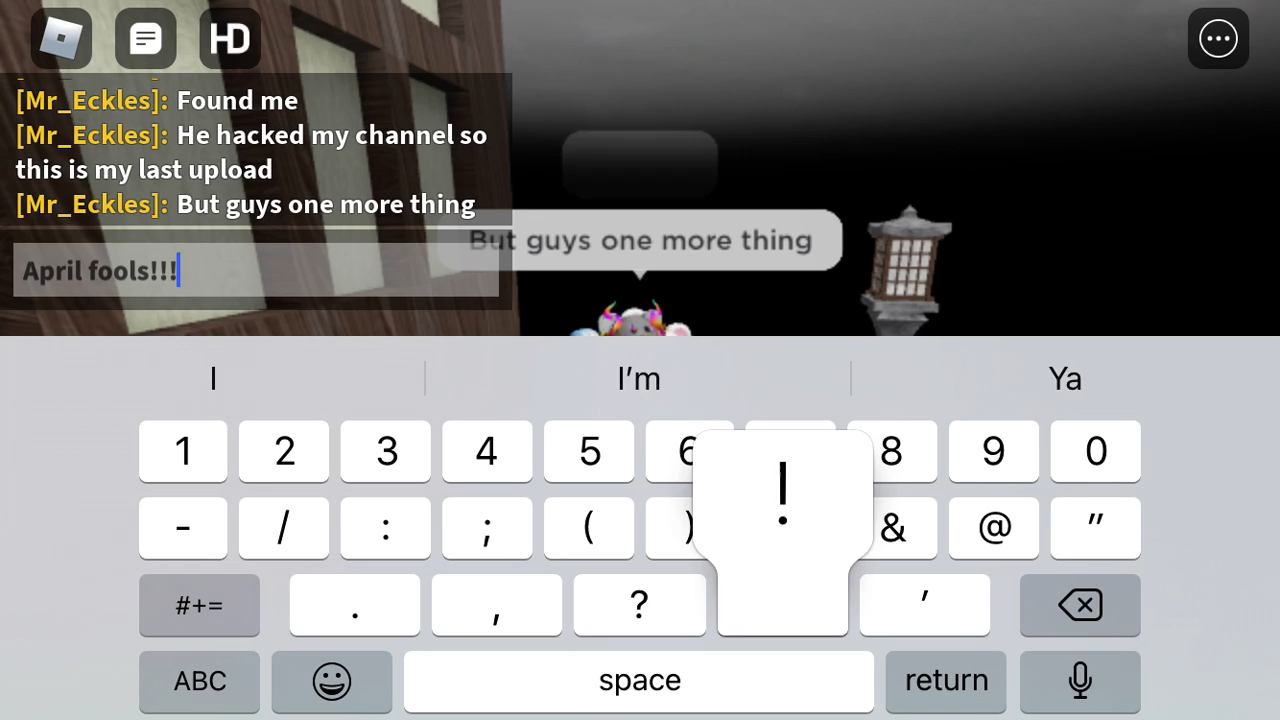 HD
[Mr_Eckles]: Found me
[Mr_Eckles]: He hacked my channel so
this is my last upload
[Mr_Eckles]: But guys one more thing
But guys one more thing
April fools!!!
I I’m Ya
1 2 3 4 5 6 8 9 0
- / : ; ( ) & @ ”
#+= . , ? ! ’
ABC space return